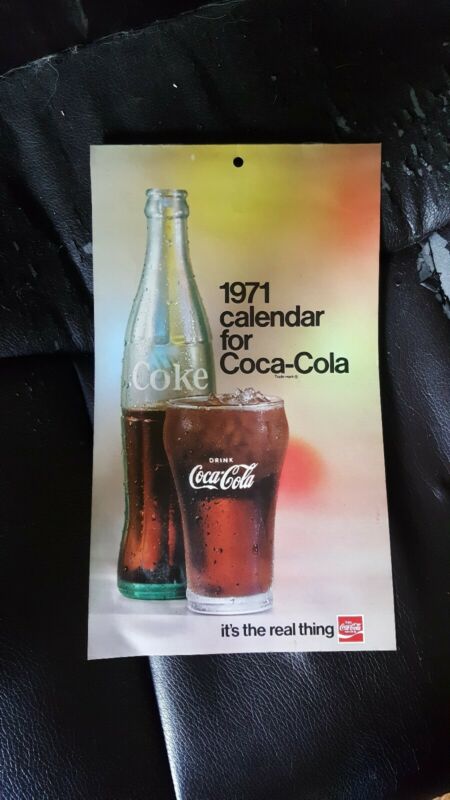 1971
calendar
for
Coca-Cola
Trade-mark ®
Coke
DRINK
Coca-Cola
it's the real thing
Coca-Cola